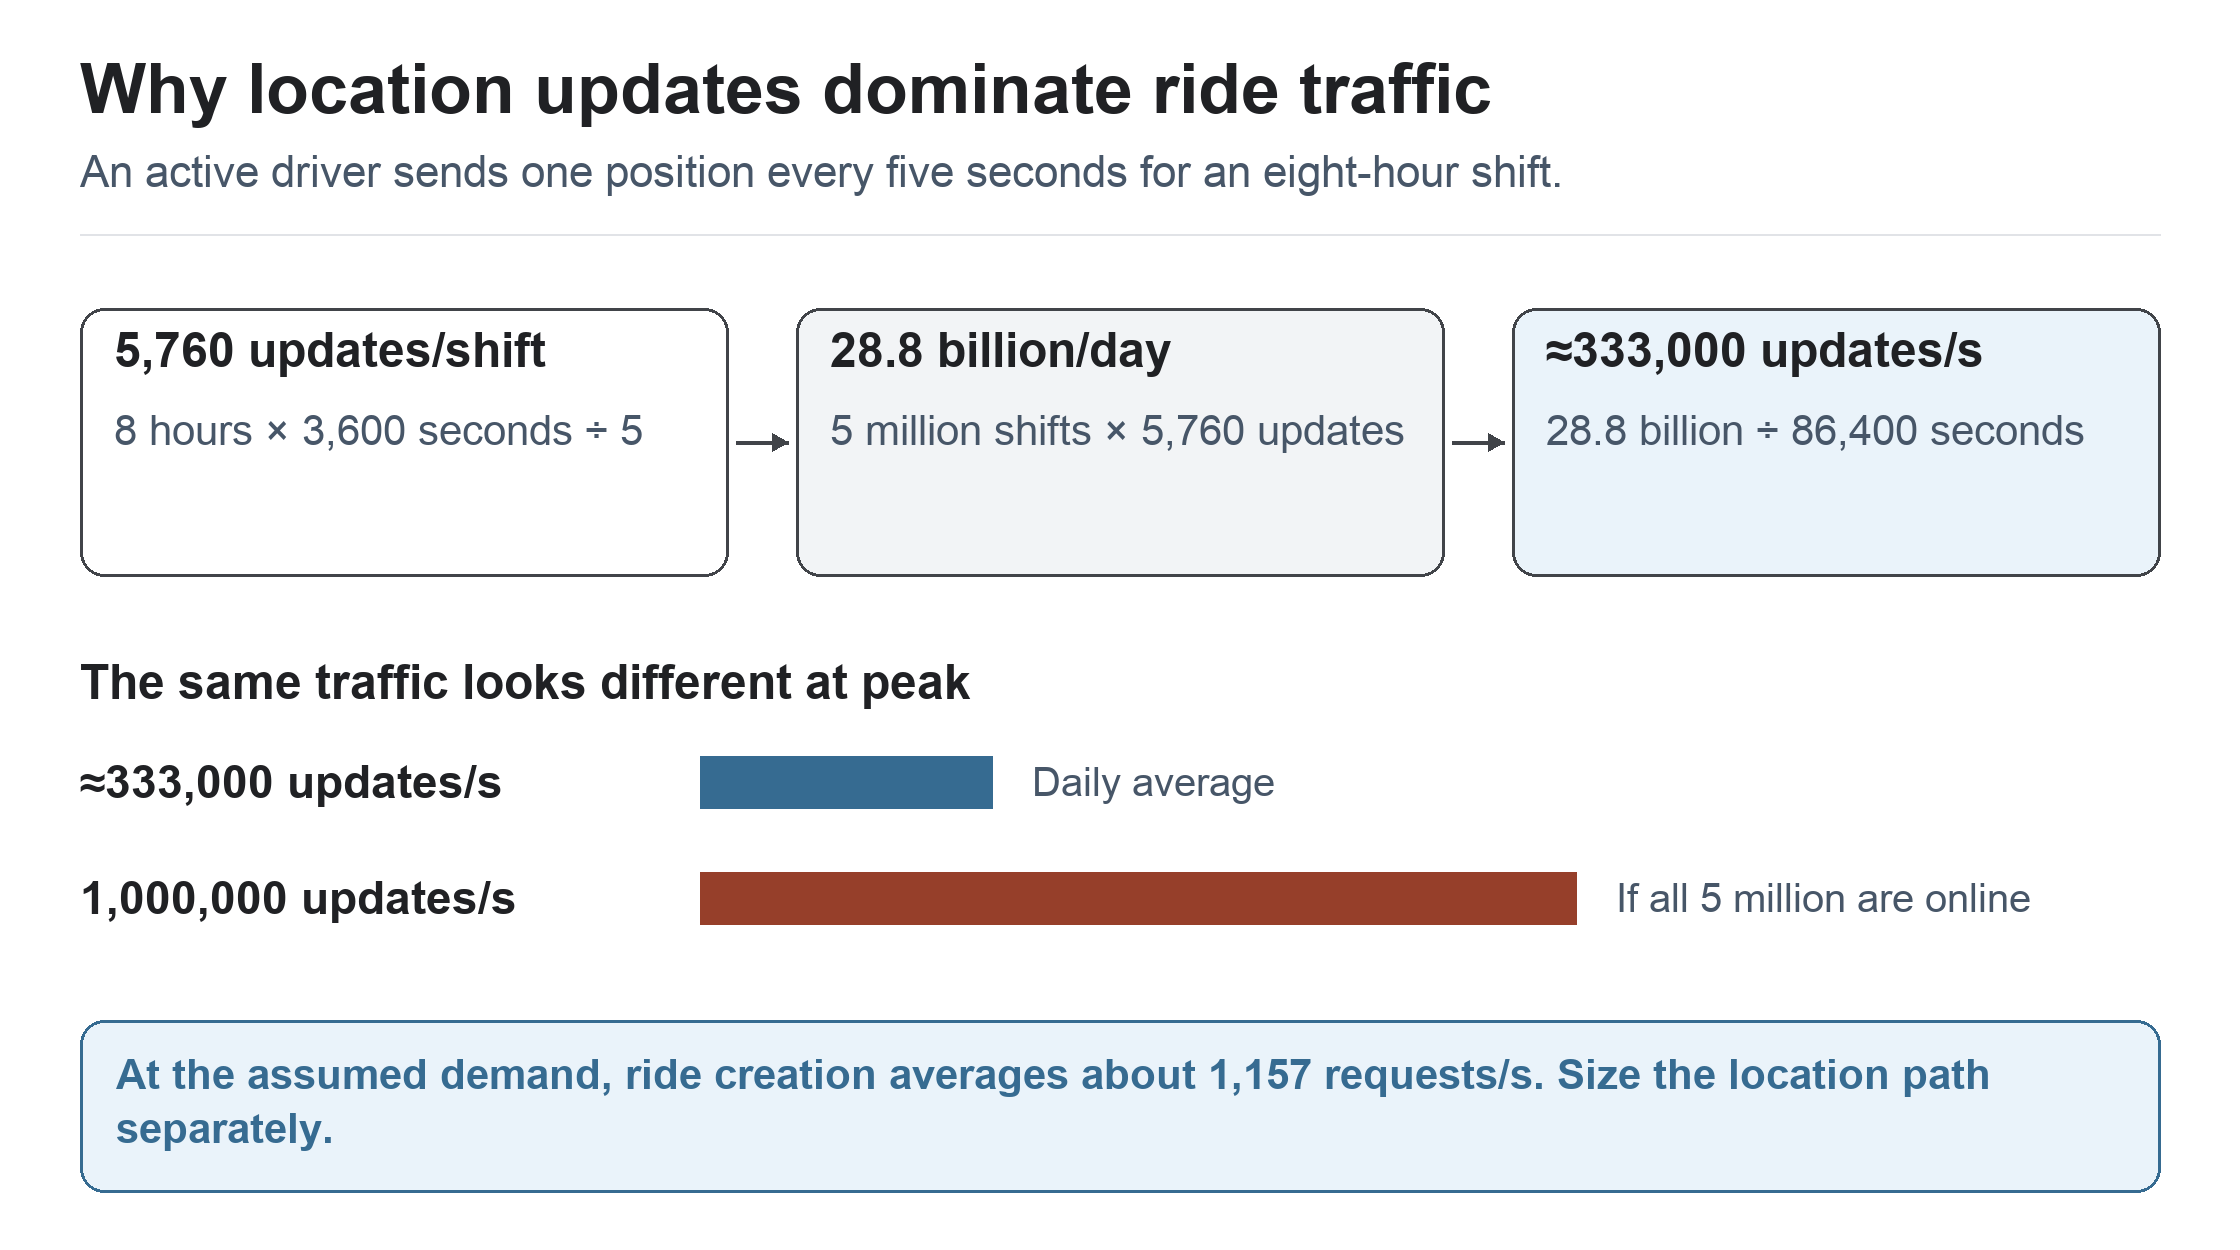 Why location updates dominate ride traffic
An active driver sends one position every five seconds for an eight-hour shift.
5,760 updates/shift
8 hours × 3,600 seconds ÷ 5
28.8 billion/day
5 million shifts × 5,760 updates
≈333,000 updates/s
28.8 billion ÷ 86,400 seconds
The same traffic looks different at peak
≈333,000 updates/s
Daily average
1,000,000 updates/s
If all 5 million are online
At the assumed demand, ride creation averages about 1,157 requests/s. Size the location path
separately.